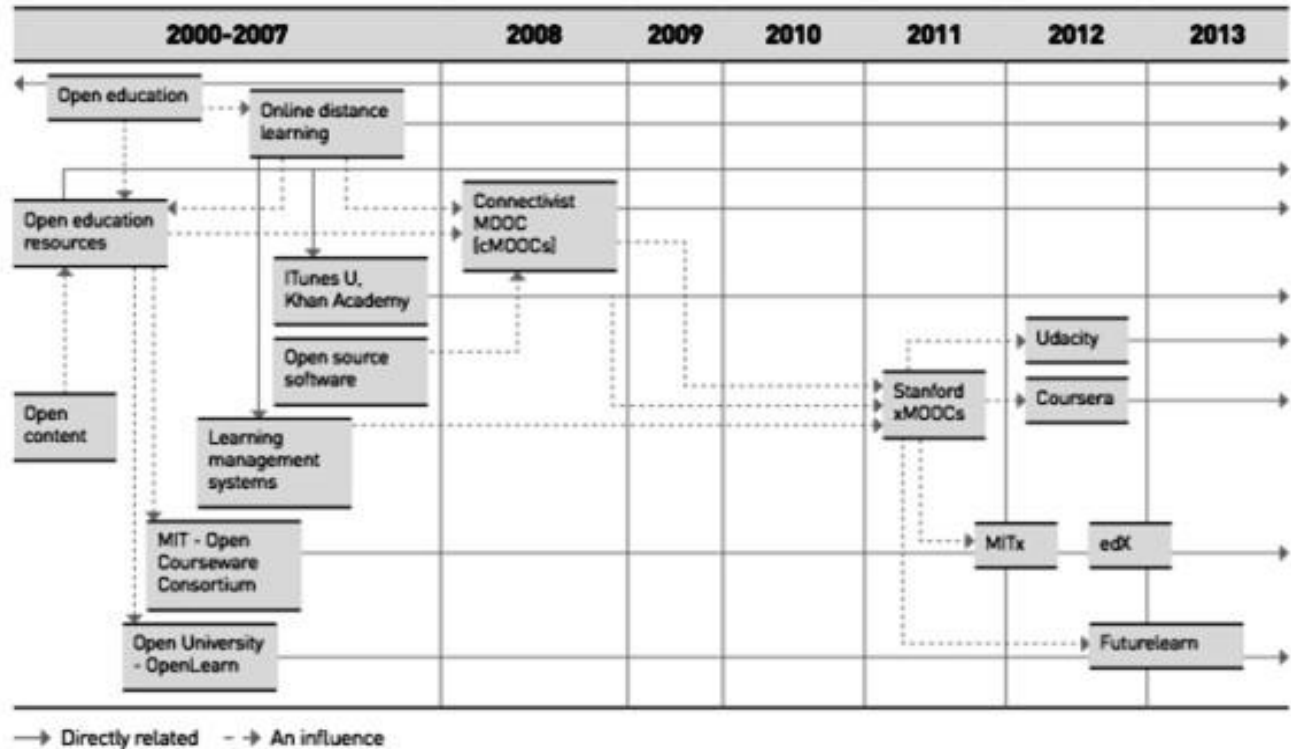 2000-2007 2008 2009 2010 2011 2012 2013
Open education
Online distance
learning
Open education
resources
Connectivist
MOOC
[cMOOCs]
ITunes U,
Khan Academy
Open source
software
Udacity
Stanford
xMOOCs
Coursera
Open
content
Learning
management
systems
MIT - Open
Courseware
Consortium
MITx
edX
Open University
- OpenLearn
Futurelearn
Directly related
An influence